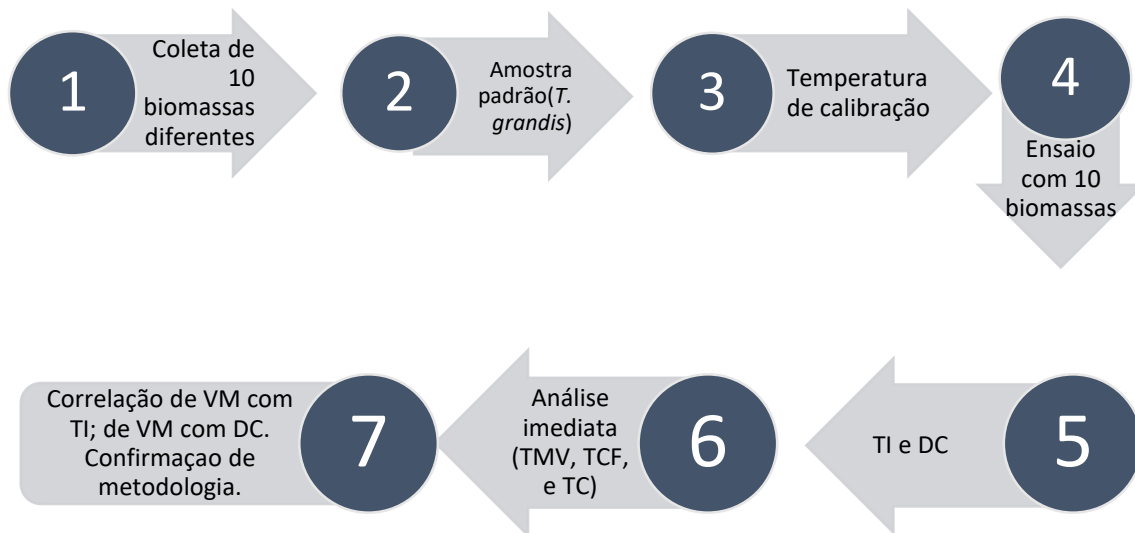 1
Coleta de
10
biomassas
diferentes
2
Amostra
padrão(T.
grandis)
3
Temperatura
de calibração
4
Ensaio
com 10
biomassas
5
TI e DC
6
Análise
imediata
(TMV, TCF,
e TC)
7
Correlação de VM com
TI; de VM com DC.
Confirmaçao de
metodologia.